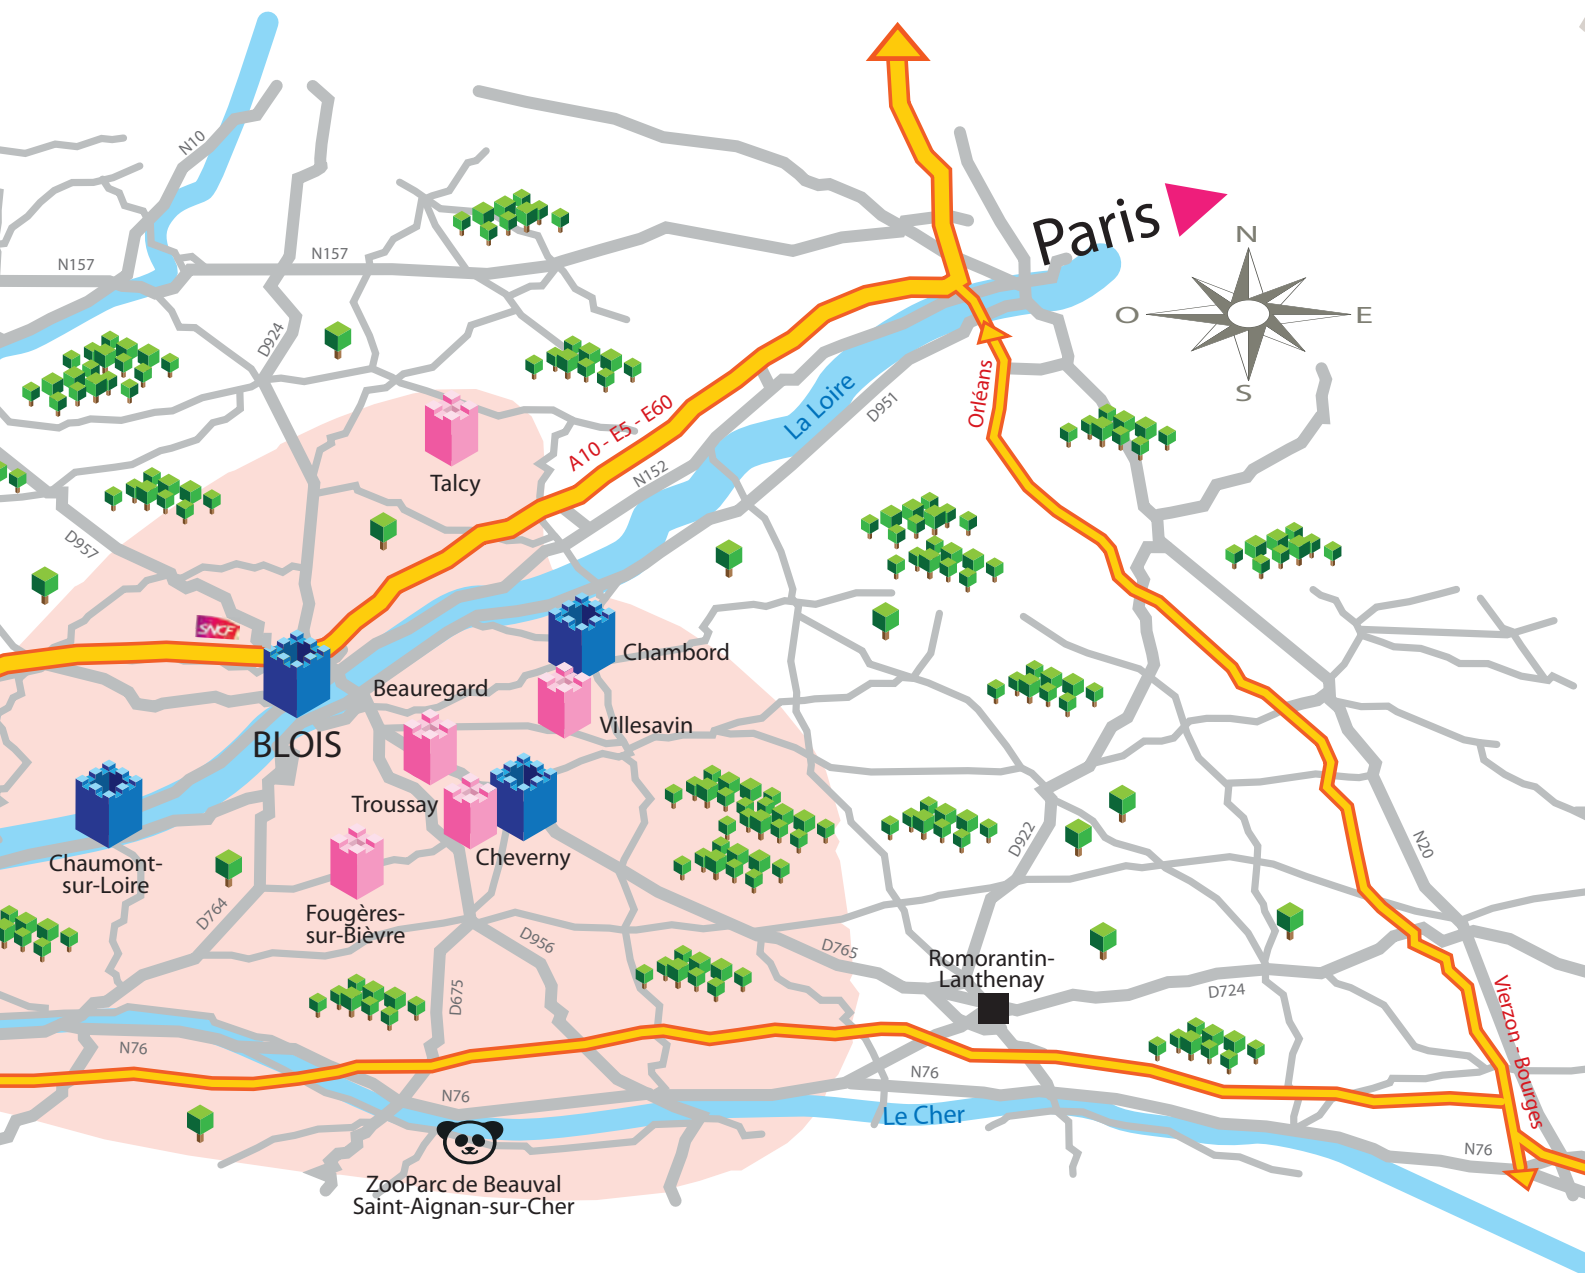 N10
Paris
N
N157
N157
O
E
D924
S
La Loire
D951
Orléans
A10 - E5 - E60
N152
Talcy
D957
SNCF
Chambord
Beauregard
Villesavin
BLOIS
Troussay
Cheverny
Chaumont-
sur-Loire
D922
N20
Fougères-
sur-Bièvre
D764
D956
D765
Romorantin-
Lanthenay
D675
D724
Vierzon - Bourges
N76
N76
N76
Le Cher
N76
ZooParc de Beauval
Saint-Aignan-sur-Cher